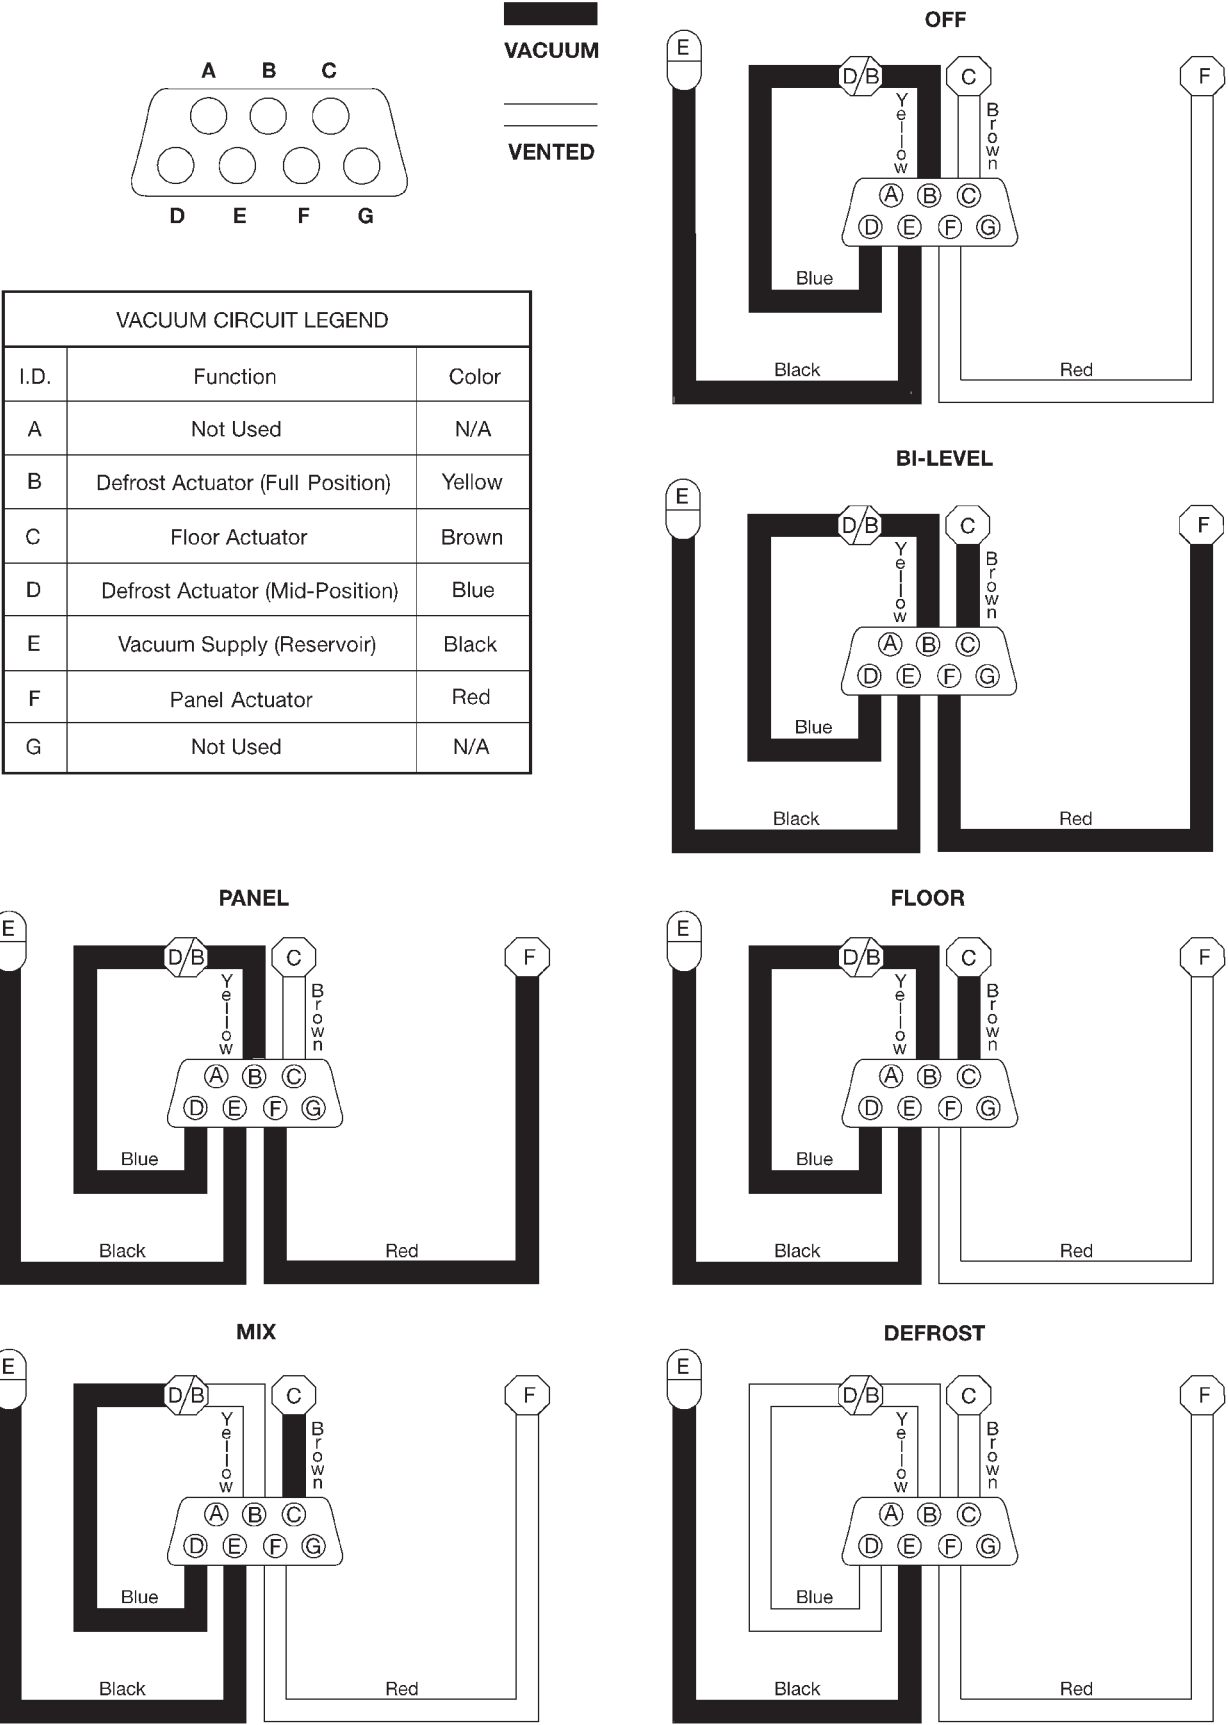 A B C
D E F G
VACUUM
VENTED
VACUUM CIRCUIT LEGEND
I.D. Function Color
A Not Used N/A
B Defrost Actuator (Full Position) Yellow
C Floor Actuator Brown
D Defrost Actuator (Mid-Position) Blue
E Vacuum Supply (Reservoir) Black
F Panel Actuator Red
G Not Used N/A
OFF
E D/B C F
Yellow Brown
A B C
D E F G
Blue
Black Red
BI-LEVEL
E D/B C F
Yellow Brown
A B C
D E F G
Blue
Black Red
PANEL
E D/B C F
Yellow Brown
A B C
D E F G
Blue
Black Red
FLOOR
E D/B C F
Yellow Brown
A B C
D E F G
Blue
Black Red
MIX
E D/B C F
Yellow Brown
A B C
D E F G
Blue
Black Red
DEFROST
E D/B C F
Yellow Brown
A B C
D E F G
Blue
Black Red